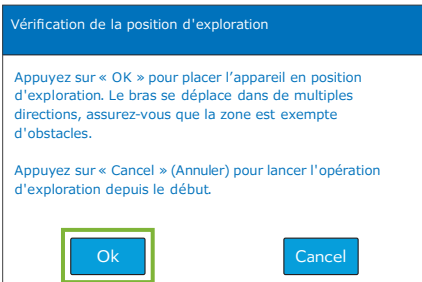 Vérification de la position d'exploration
Appuyez sur « OK » pour placer l’appareil en position
d'exploration. Le bras se déplace dans de multiples
directions, assurez-vous que la zone est exempte
d'obstacles.
Appuyez sur « Cancel » (Annuler) pour lancer l'opération
d'exploration depuis le début.
Ok
Cancel